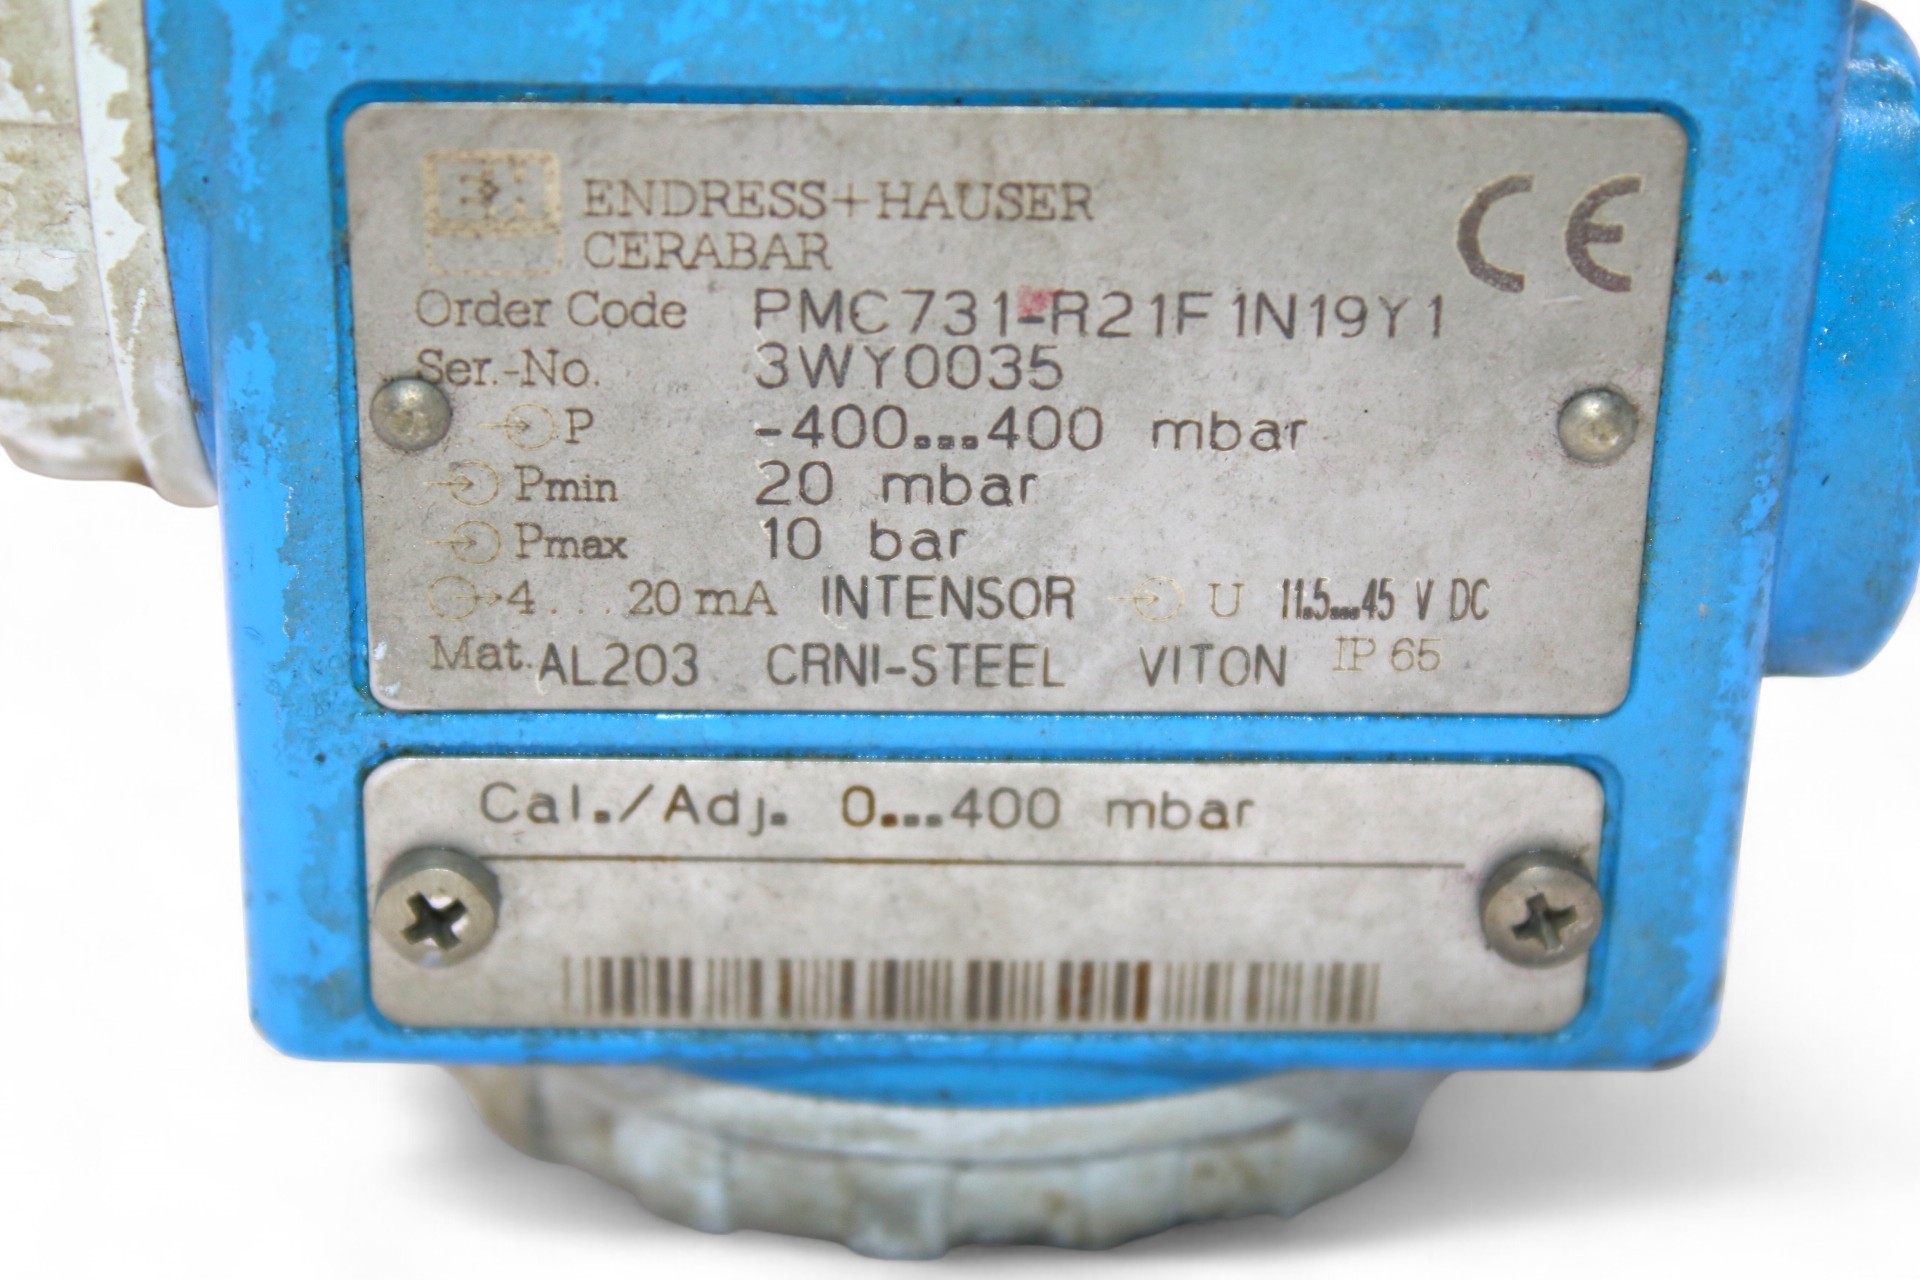 EH ENDRESS+HAUSER
CERABAR
CE
Order Code PMC731-R21F1N19Y1
Ser.-No. 3WY0035
P -400...400 mbar
Pmin 20 mbar
Pmax 10 bar
4...20 mA INTENSOR U 11.5...45 V DC
Mat. AL203 CRNI-STEEL VITON IP 65
Cal./Adj. 0...400 mbar